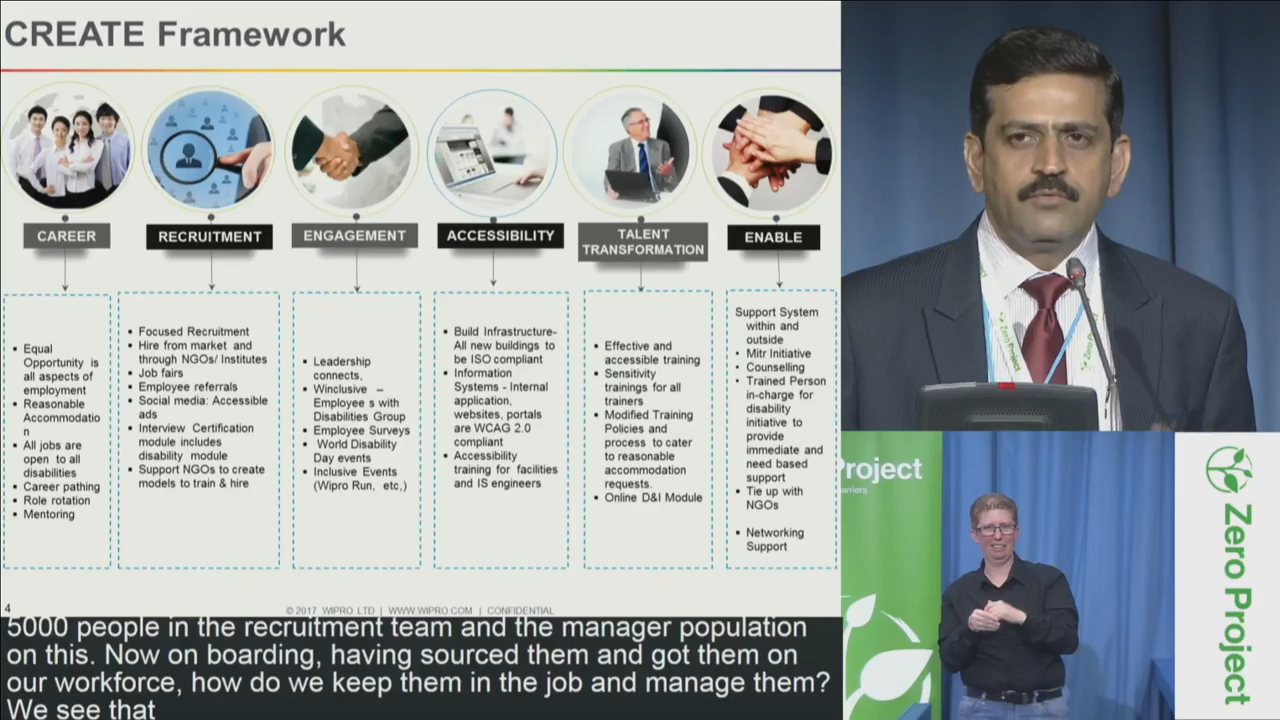 CREATE Framework
CAREER
RECRUITMENT
ENGAGEMENT
ACCESSIBILITY
TALENT
TRANSFORMATION
ENABLE
▪ Equal
Opportunity is
all aspects of
employment
▪ Reasonable
Accommodatio
n
▪ All jobs are
open to all
disabilities
▪ Career pathing
▪ Role rotation
▪ Mentoring
▪ Focused Recruitment
▪ Hire from market and
through NGOs/ Institutes
▪ Job fairs
▪ Employee referrals
▪ Social media: Accessible
ads
▪ Interview Certification
module includes
disability module
▪ Support NGOs to create
models to train & hire
▪ Leadership
connects,
▪ Winclusive –
Employee s with
Disabilities Group
▪ Employee Surveys
▪ World Disability
Day events
▪ Inclusive Events
(Wipro Run, etc,)
▪ Build Infrastructure-
All new buildings to
be ISO compliant
▪ Information
Systems - Internal
application,
websites, portals
are WCAG 2.0
compliant
▪ Accessibility
training for facilities
and IS engineers
▪ Effective and
accessible training
▪ Sensitivity
trainings for all
trainers
▪ Modified Training
Policies and
process to cater
to reasonable
accommodation
requests.
▪ Online D&I Module
Support System
within and
outside
• Mitr Initiative
• Counselling
• Trained Person
in-charge for
disability
initiative to
provide
immediate and
need based
support
▪ Tie up with
NGOs
▪ Networking
Support
4
© 2017 WIPRO LTD | WWW.WIPRO.COM | CONFIDENTIAL
5000 people in the recruitment team and the manager population
on this. Now on boarding, having sourced them and got them on
our workforce, how do we keep them in the job and manage them?
We see that
Zero Project
Zero Project
Project
arriers
Zero Project